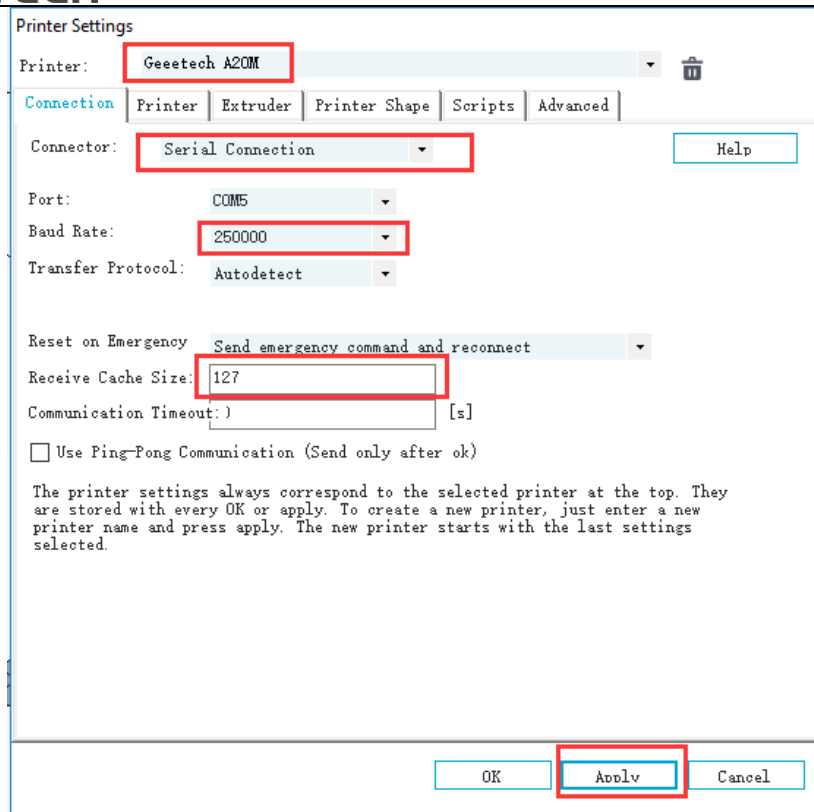 Printer Settings
Printer: Geeetech A20M
Connection Printer Extruder Printer Shape Scripts Advanced
Connector: Serial Connection Help
Port: COM5
Baud Rate: 250000
Transfer Protocol: Autodetect
Reset on Emergency Send emergency command and reconnect
Receive Cache Size: 127
Communication Timeout: ) [s]
Use Ping-Pong Communication (Send only after ok)
The printer settings always correspond to the selected printer at the top. They
are stored with every OK or apply. To create a new printer, just enter a new
printer name and press apply. The new printer starts with the last settings
selected.
OK Apply Cancel